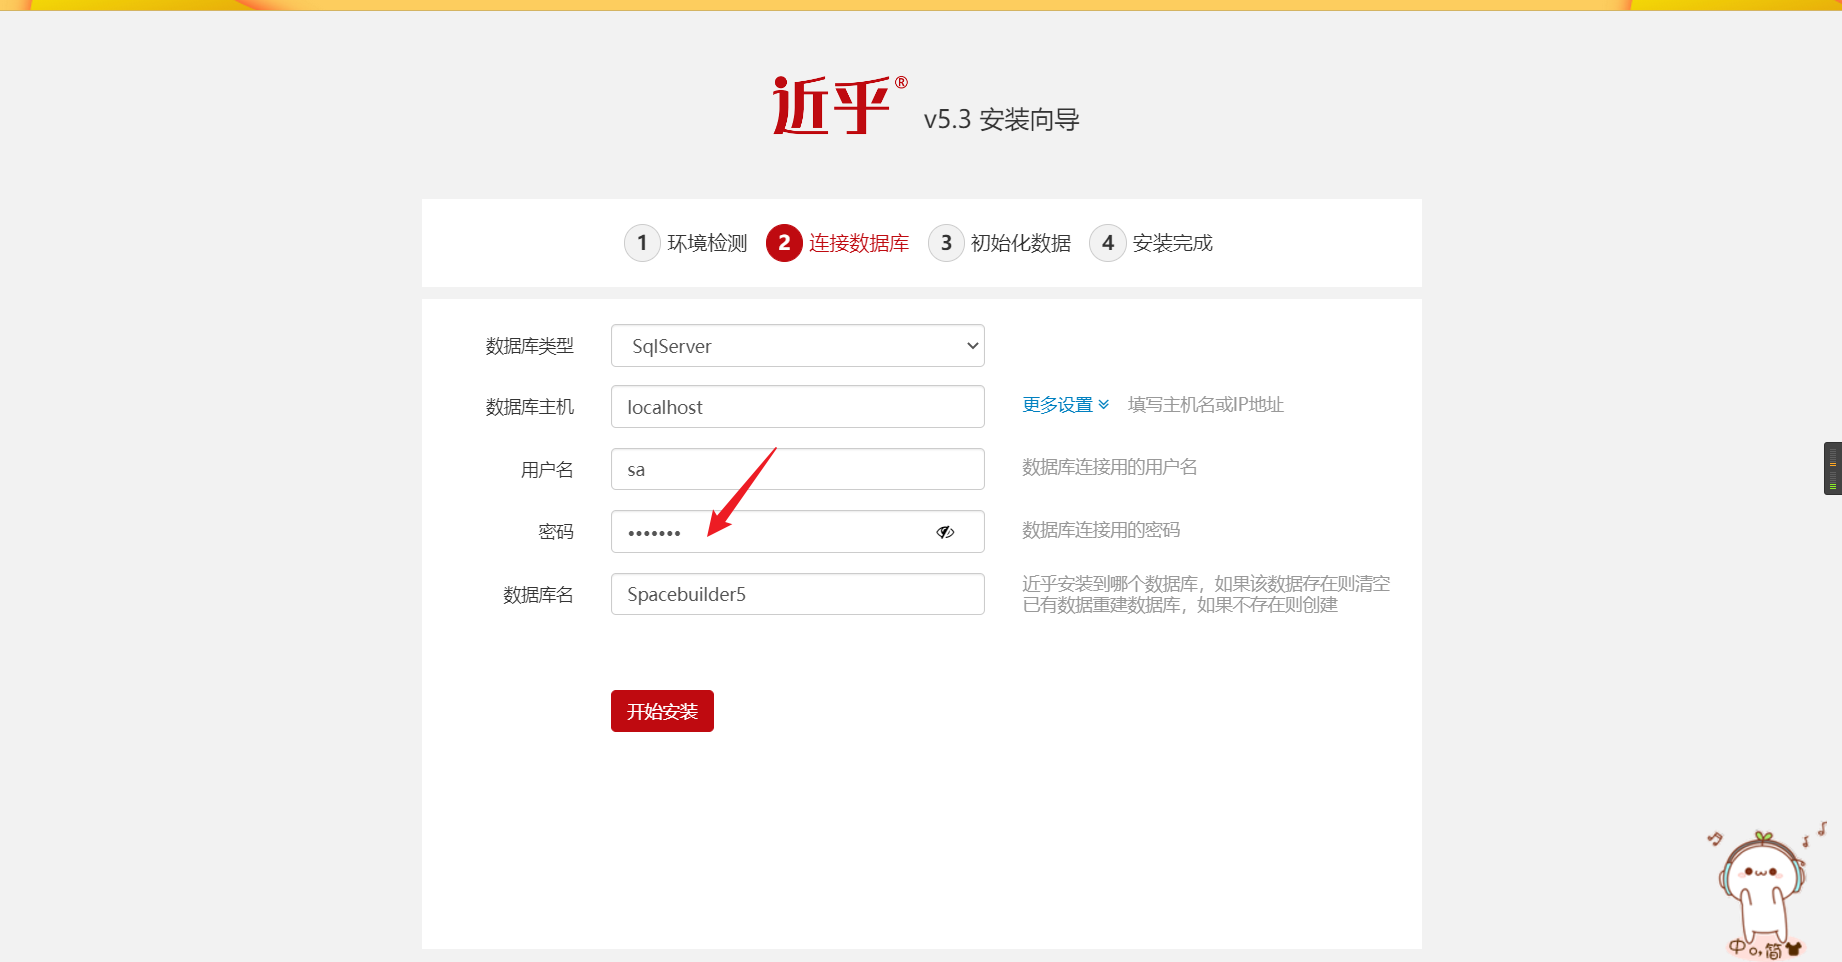 近乎® v5.3 安装向导
1 环境检测 2 连接数据库 3 初始化数据 4 安装完成
数据库类型 SqlServer
数据库主机 localhost 更多设置 填写主机名或IP地址
用户名 sa 数据库连接用的用户名
密码 ••••••• 数据库连接用的密码
数据库名 Spacebuilder5 近乎安装到哪个数据库，如果该数据存在则清空
已有数据重建数据库，如果不存在则创建
开始安装
中 简